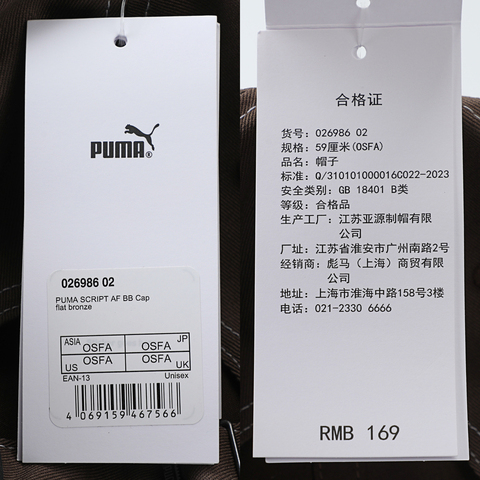 PUMA®
026986 02
PUMA SCRIPT AF BB Cap
flat bronze
ASIA OSFA OSFA JP
US OSFA OSFA UK
EAN-13 Unisex
4 069159 467566
合格证
货号: 026986 02
规格: 59厘米(OSFA)
品名: 帽子
标准: Q/310101000016C022-2023
安全类别: GB 18401 B类
等级: 合格品
生产工厂: 江苏亚源制帽有限
公司
厂址: 江苏省淮安市广州南路2号
经销商: 彪马（上海）商贸有限
公司
地址: 上海市淮海中路158号3楼
电话: 021-2330 6666
RMB 169